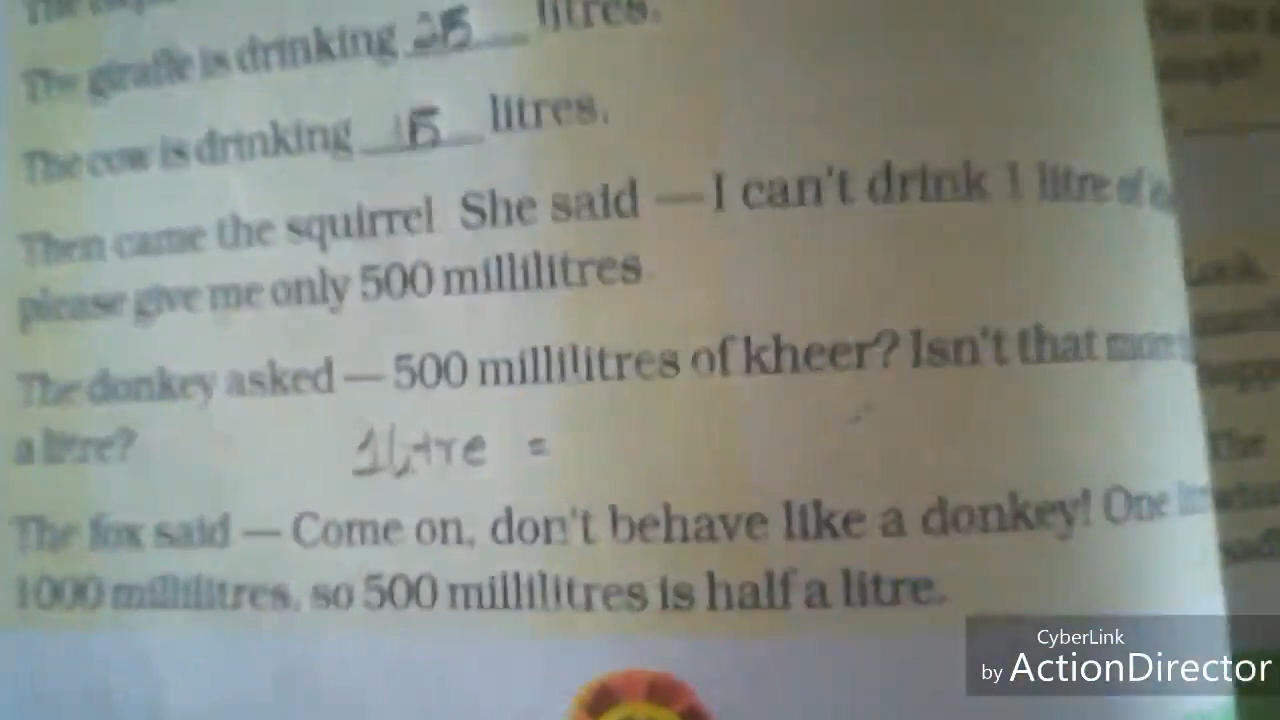 The giraffe is drinking 25 litres.
The cow is drinking 15 litres.
Then came the squirrel She said — I can't drink 1 litre of
please give me only 500 millilitres
The donkey asked — 500 millilitres of kheer? Isn't that more
a litre?
1 litre =
The fox said — Come on, don't behave like a donkey! One
1000 millilitres, so 500 millilitres is half a litre.
Look
The
CyberLink
by ActionDirector